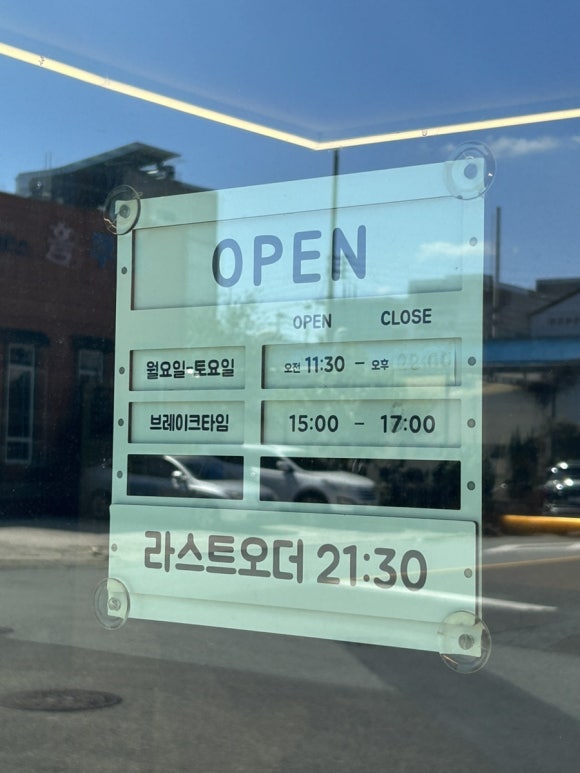 OPEN
OPEN CLOSE
월요일-토요일 오전 11:30 - 오후
브레이크타임 15:00 - 17:00
라스트오더 21:30